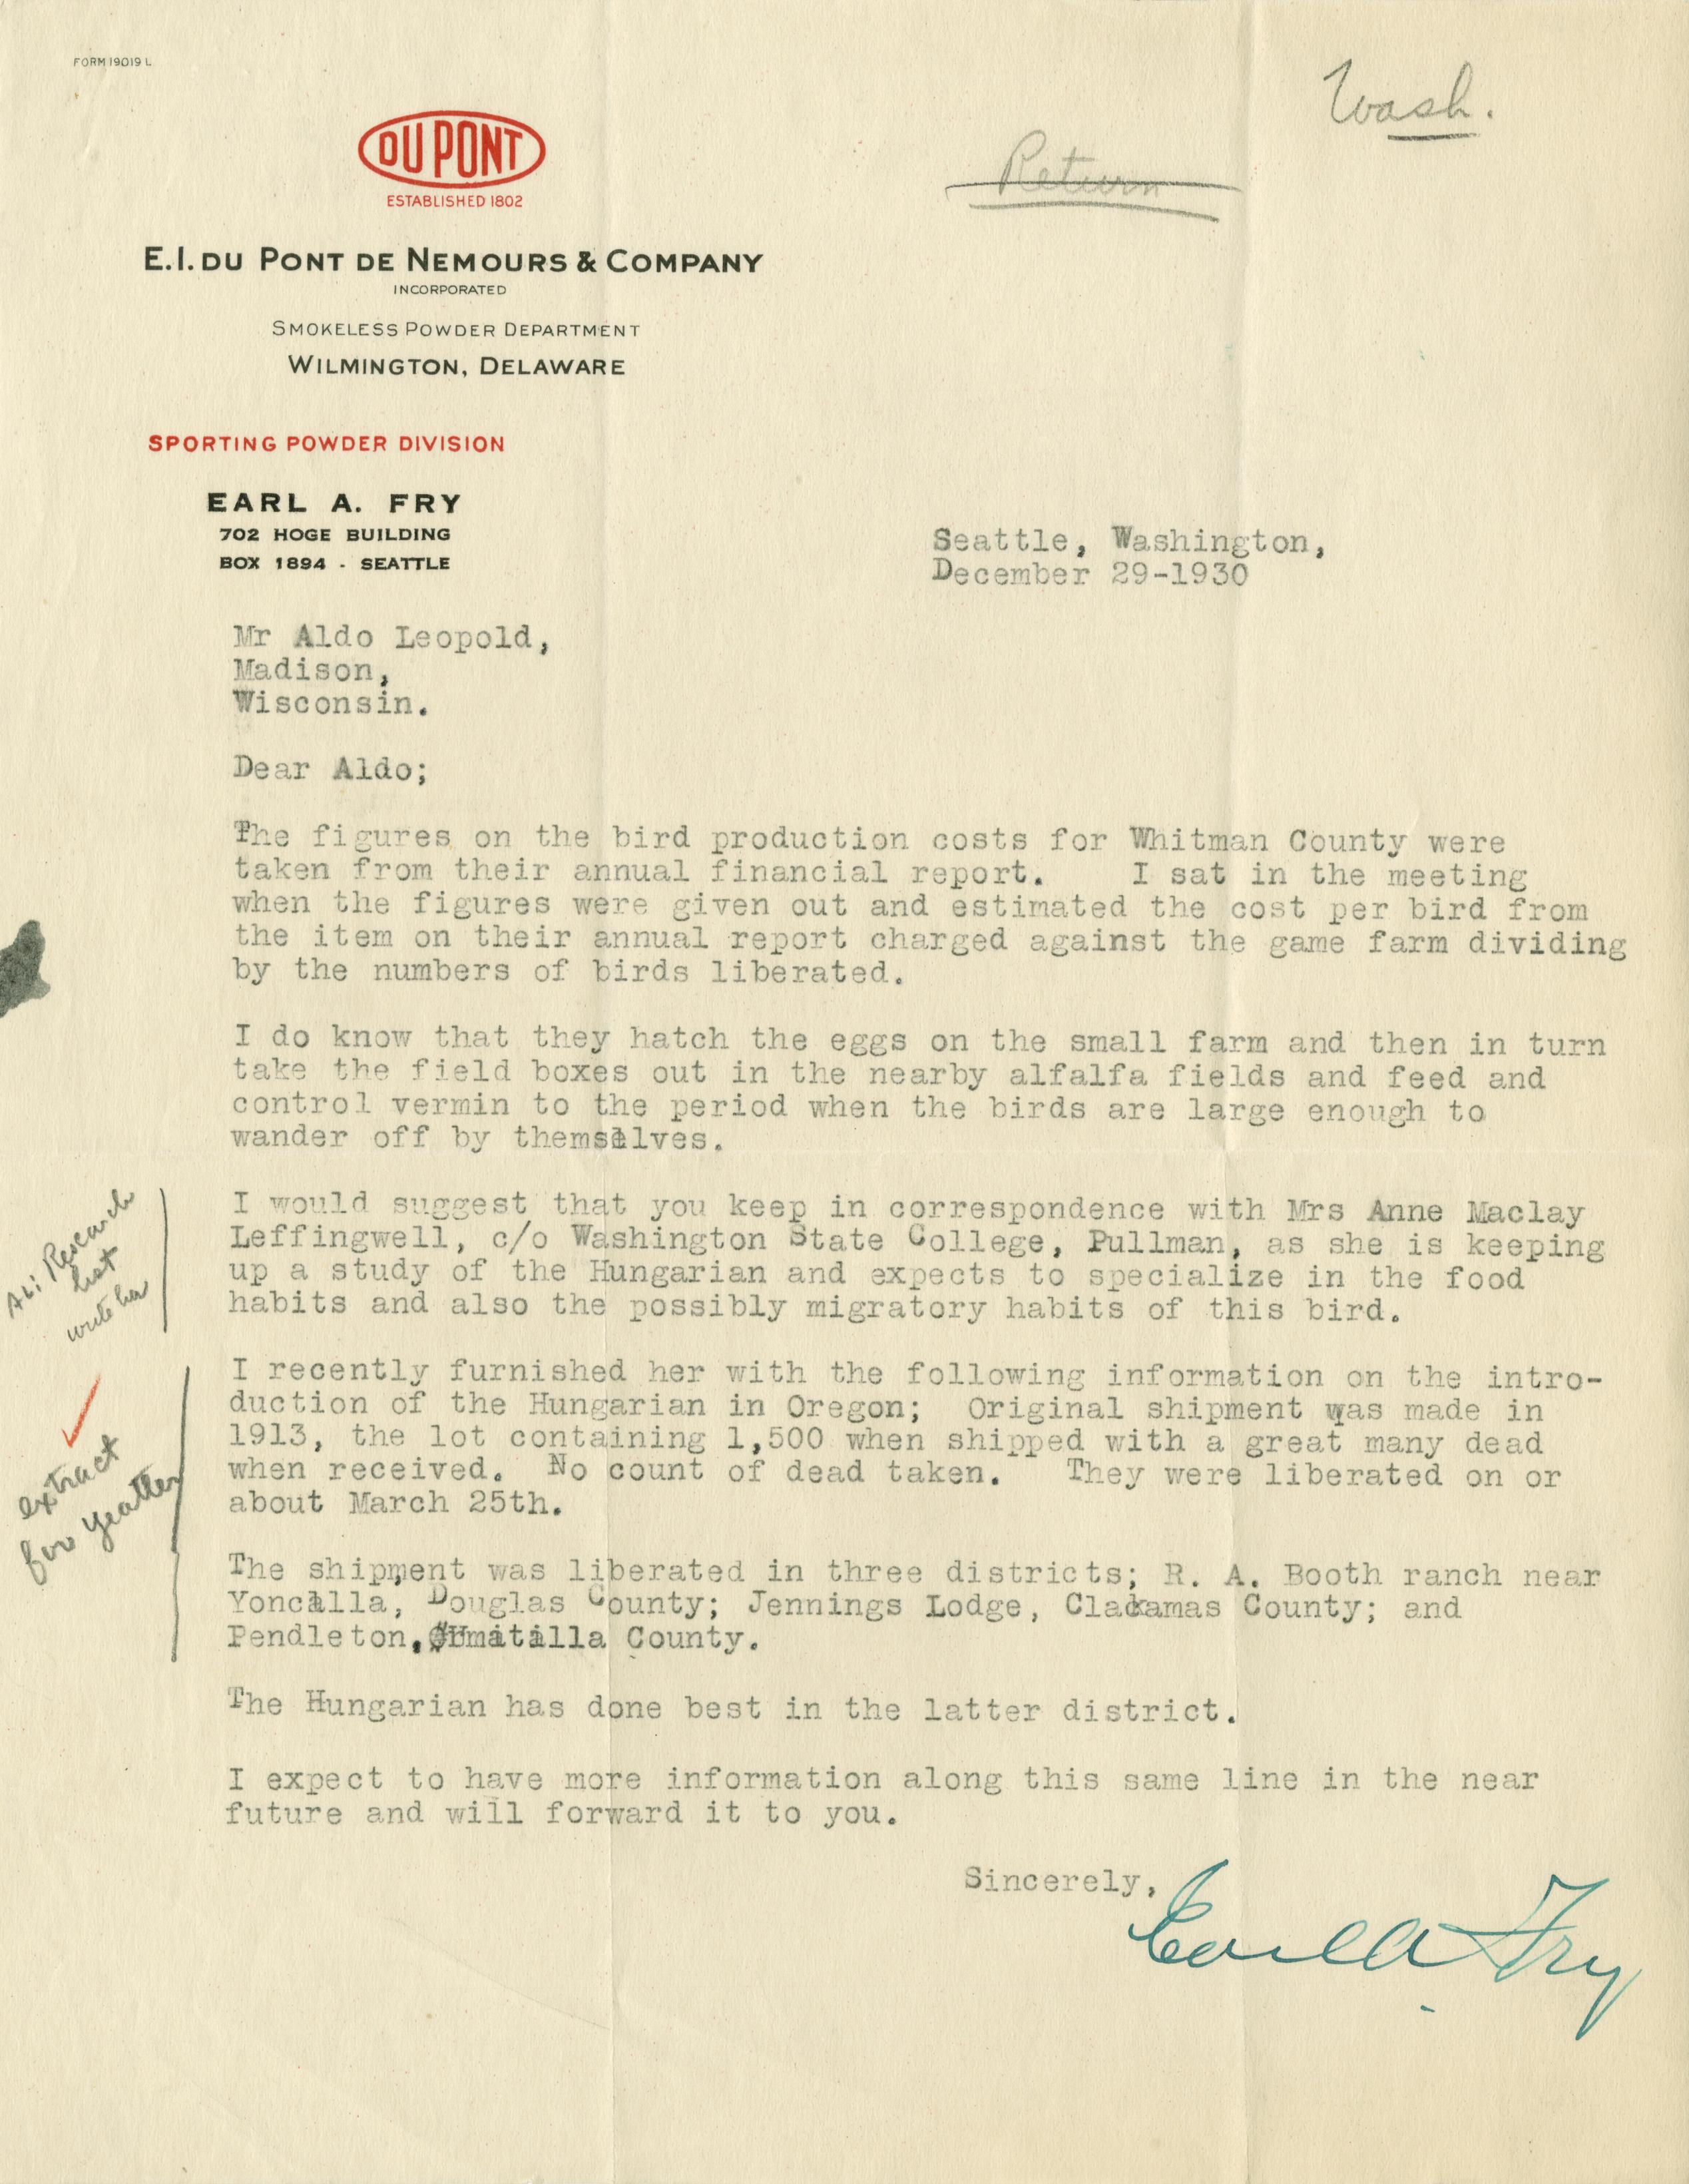 FORM 19019 L
Wash.
Return
DU PONT
ESTABLISHED 1802
E.I. DU PONT DE NEMOURS & COMPANY
INCORPORATED
SMOKELESS POWDER DEPARTMENT
WILMINGTON, DELAWARE
SPORTING POWDER DIVISION
EARL A. FRY
702 HOGE BUILDING
BOX 1894 - SEATTLE
Seattle, Washington,
December 29-1930
Mr Aldo Leopold,
Madison,
Wisconsin.
Dear Aldo;
The figures on the bird production costs for Whitman County were
taken from their annual financial report. I sat in the meeting
when the figures were given out and estimated the cost per bird from
the item on their annual report charged against the game farm dividing
by the numbers of birds liberated.
I do know that they hatch the eggs on the small farm and then in turn
take the field boxes out in the nearby alfalfa fields and feed and
control vermin to the period when the birds are large enough to
wander off by themselves.
AL: Research
list
write her
I would suggest that you keep in correspondence with Mrs Anne Maclay
Leffingwell, c/o Washington State College, Pullman, as she is keeping
up a study of the Hungarian and expects to specialize in the food
habits and also the possibly migratory habits of this bird.
extract
for Yeatter
I recently furnished her with the following information on the intro-
duction of the Hungarian in Oregon; Original shipment was made in
1913, the lot containing 1,500 when shipped with a great many dead
when received. No count of dead taken. They were liberated on or
about March 25th.
The shipment was liberated in three districts; R. A. Booth ranch near
Yoncalla, Douglas County; Jennings Lodge, Clackamas County; and
Pendleton, Umatilla County.
The Hungarian has done best in the latter district.
I expect to have more information along this same line in the near
future and will forward it to you.
Sincerely,
Earl A Fry